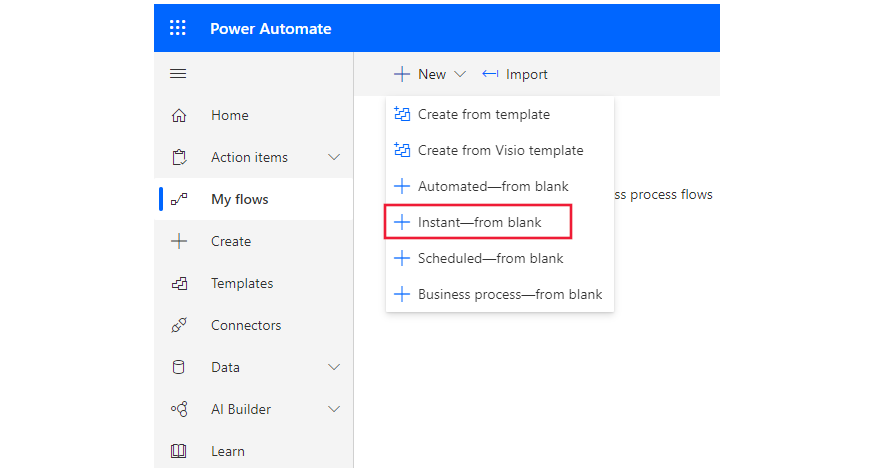 Power Automate
New
Import
Home
Action items
My flows
Create
Templates
Connectors
Data
AI Builder
Learn
Create from template
Create from Visio template
Automated—from blank
Instant—from blank
Scheduled—from blank
Business process—from blank
ss process flows